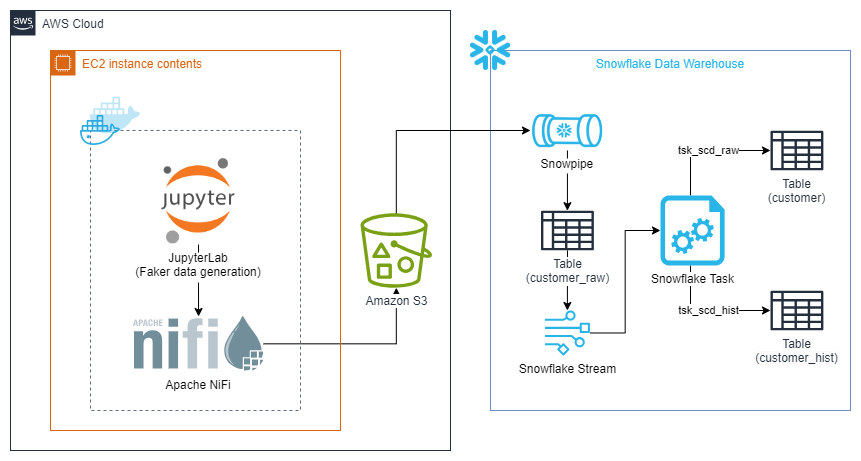 aws
AWS Cloud
EC2 instance contents
jupyter
JupyterLab
(Faker data generation)
APACHE
nifi
Apache NiFi
Amazon S3
Snowflake Data Warehouse
Snowpipe
Table
(customer_raw)
Snowflake Stream
Snowflake Task
tsk_scd_raw
Table
(customer)
tsk_scd_hist
Table
(customer_hist)